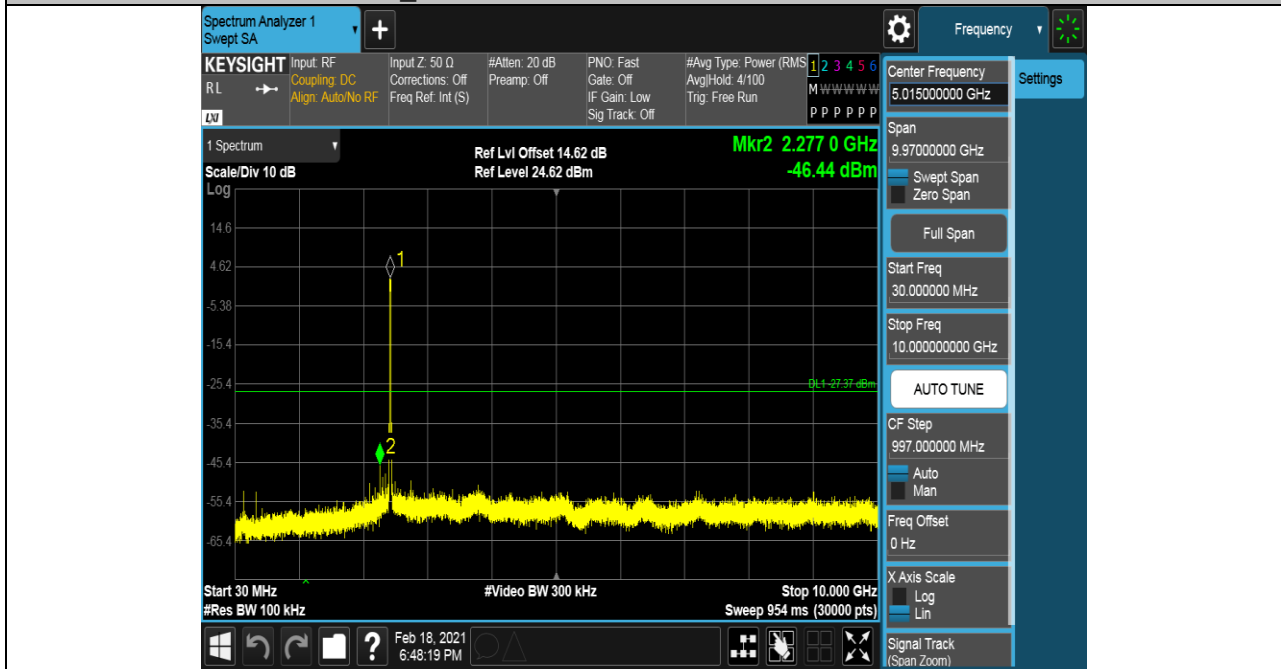 Spectrum Analyzer 1
Swept SA
Frequency
KEYSIGHT
RL
LXI
Input: RF
Coupling: DC
Align: Auto/No RF
Input Z: 50 Ω
Corrections: Off
Freq Ref: Int (S)
#Atten: 20 dB
Preamp: Off
PNO: Fast
Gate: Off
IF Gain: Low
Sig Track: Off
#Avg Type: Power (RMS
Avg|Hold: 4/100
Trig: Free Run
1 2 3 4 5 6
M W W W W W
P P P P P P
1 Spectrum
Scale/Div 10 dB
Log
Ref Lvl Offset 14.62 dB
Ref Level 24.62 dBm
Mkr2 2.277 0 GHz
-46.44 dBm
14.6
4.62
-5.38
-15.4
-25.4
-35.4
-45.4
-55.4
-65.4
1
2
DL1 -27.37 dBm
Start 30 MHz
#Res BW 100 kHz
#Video BW 300 kHz
Stop 10.000 GHz
Sweep 954 ms (30000 pts)
Center Frequency
5.015000000 GHz
Settings
Span
9.97000000 GHz
Swept Span
Zero Span
Full Span
Start Freq
30.000000 MHz
Stop Freq
10.000000000 GHz
AUTO TUNE
CF Step
997.000000 MHz
Auto
Man
Freq Offset
0 Hz
X Axis Scale
Log
Lin
Signal Track
(Span Zoom)
?
Feb 18, 2021
6:48:19 PM